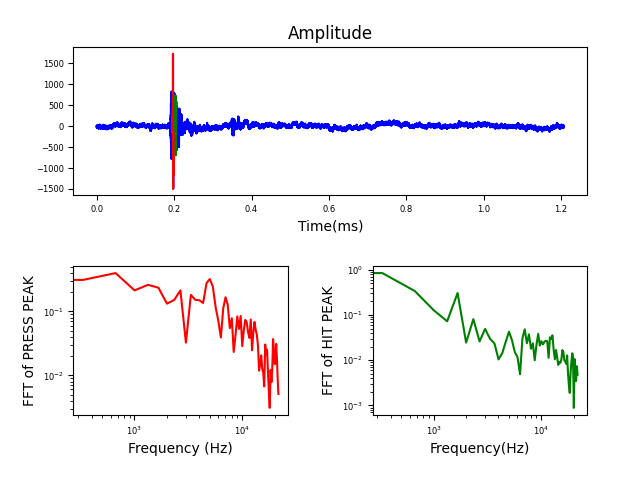 Amplitude
1500
1000
500
0
−500
−1000
−1500
0.0 0.2 0.4 0.6 0.8 1.0 1.2
Time(ms)
FFT of PRESS PEAK
10⁻¹
10⁻²
10³ 10⁴
Frequency (Hz)
FFT of HIT PEAK
10⁰
10⁻¹
10⁻²
10⁻³
10³ 10⁴
Frequency(Hz)